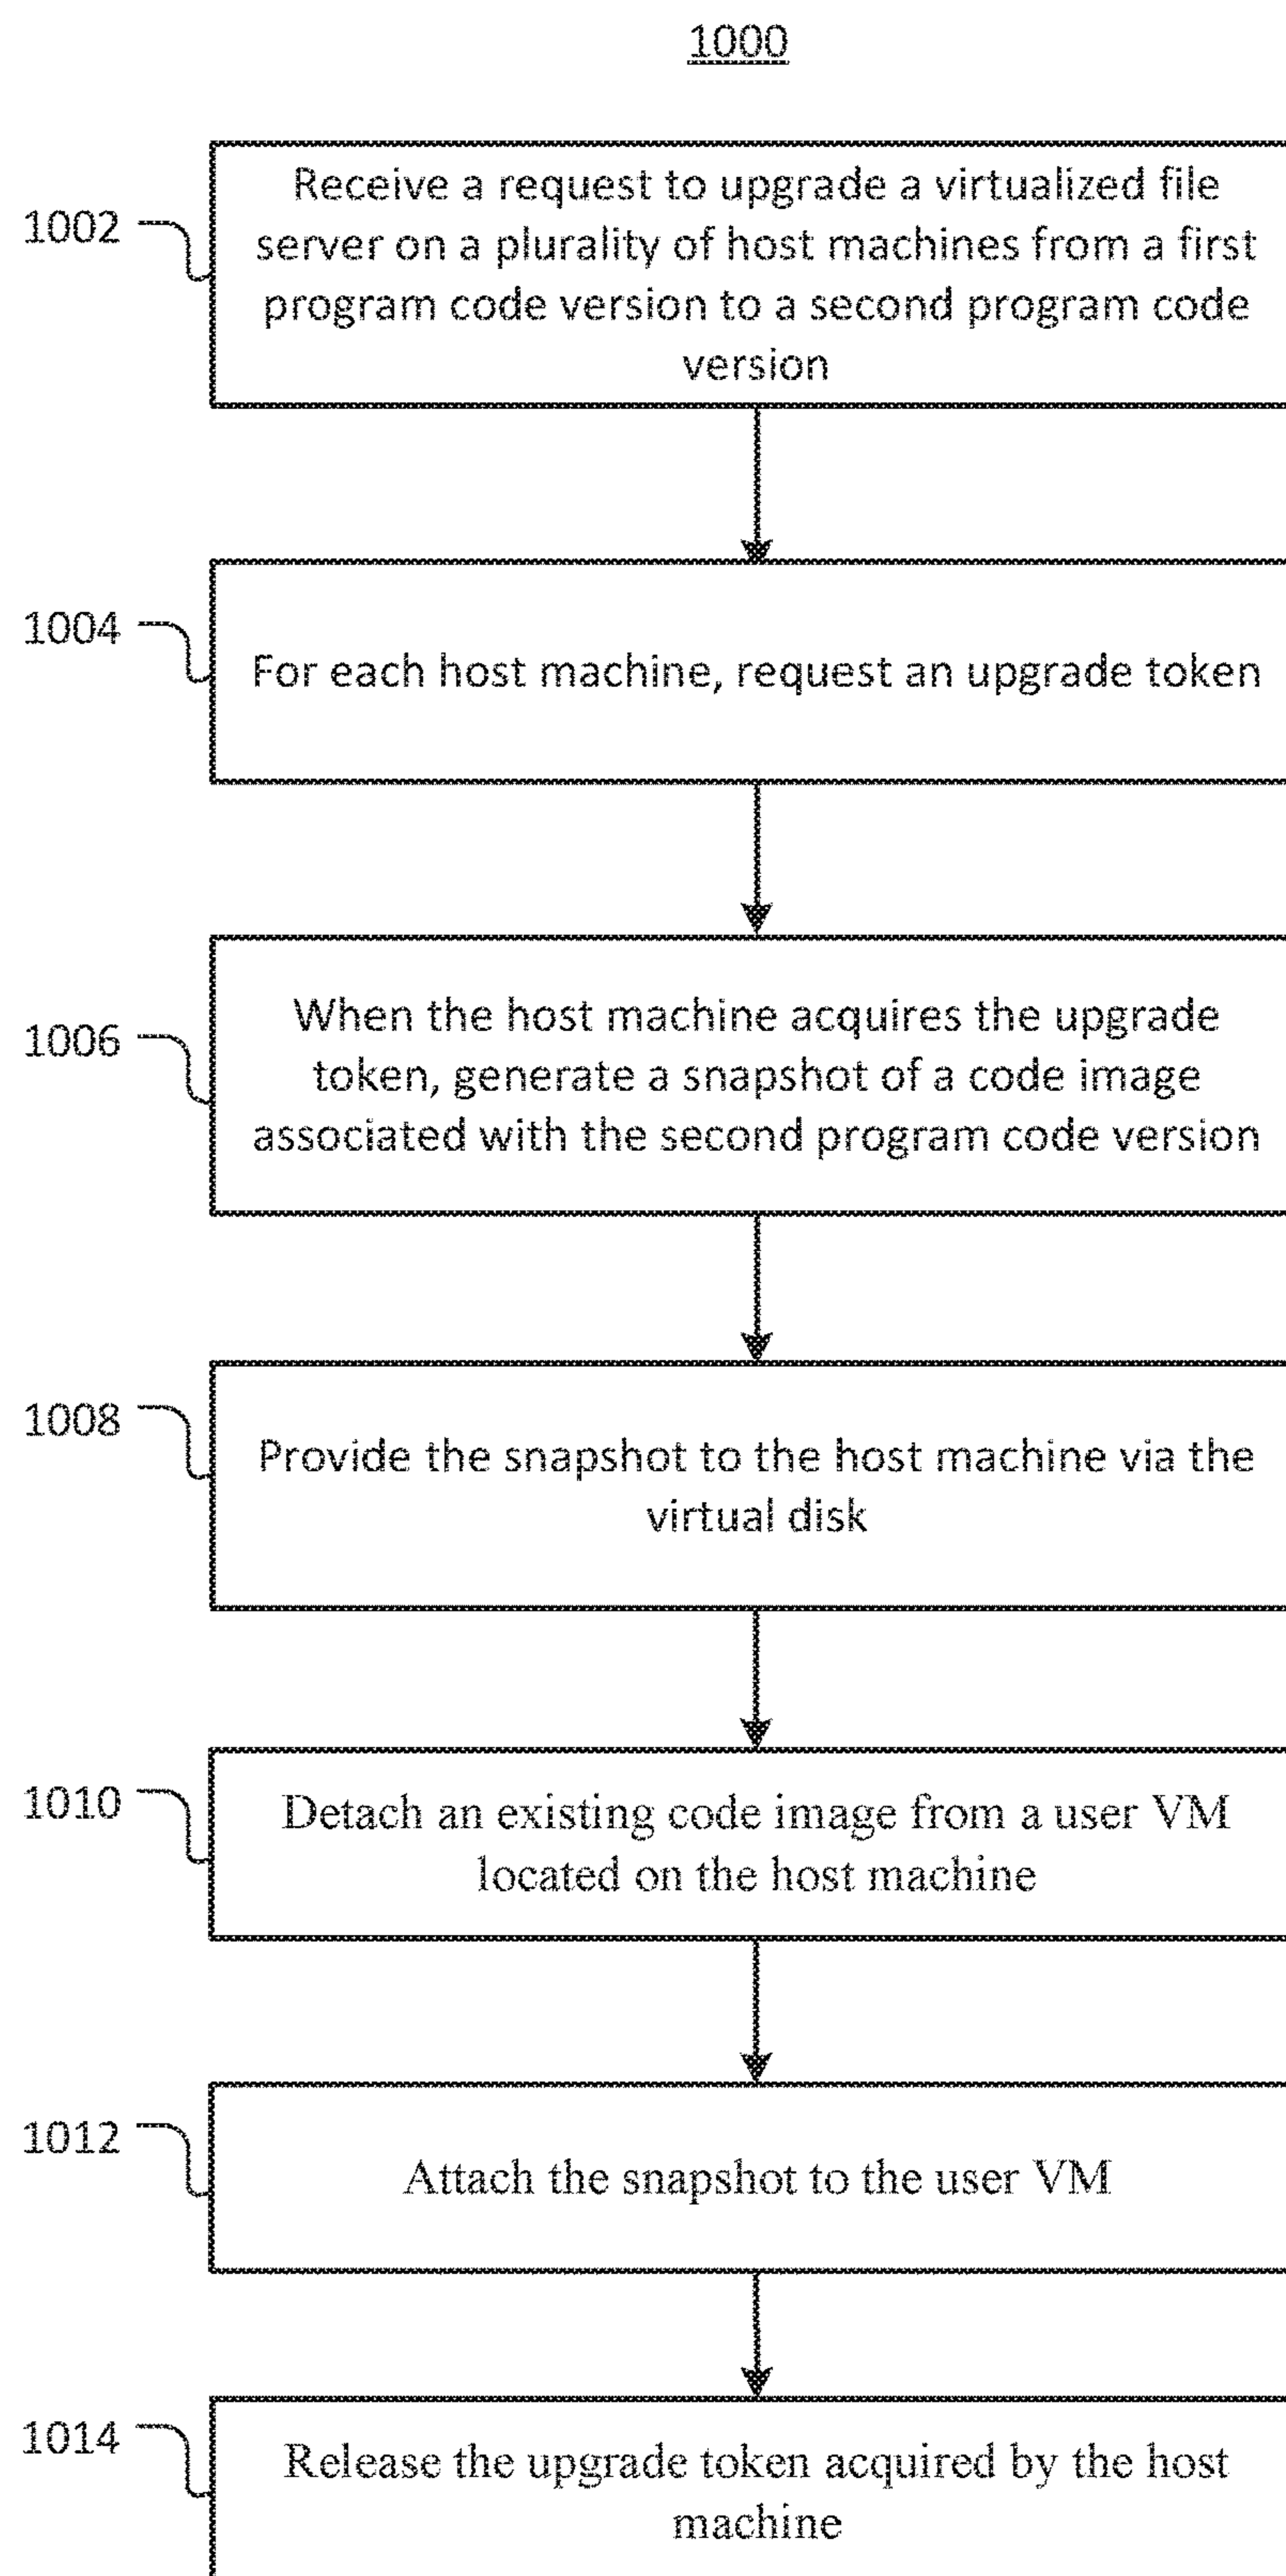 1000
1002
Receive a request to upgrade a virtualized file
server on a plurality of host machines from a first
program code version to a second program code
version
1004
For each host machine, request an upgrade token
1006
When the host machine acquires the upgrade
token, generate a snapshot of a code image
associated with the second program code version
1008
Provide the snapshot to the host machine via the
virtual disk
1010
Detach an existing code image from a user VM
located on the host machine
1012
Attach the snapshot to the user VM
1014
Release the upgrade token acquired by the host
machine